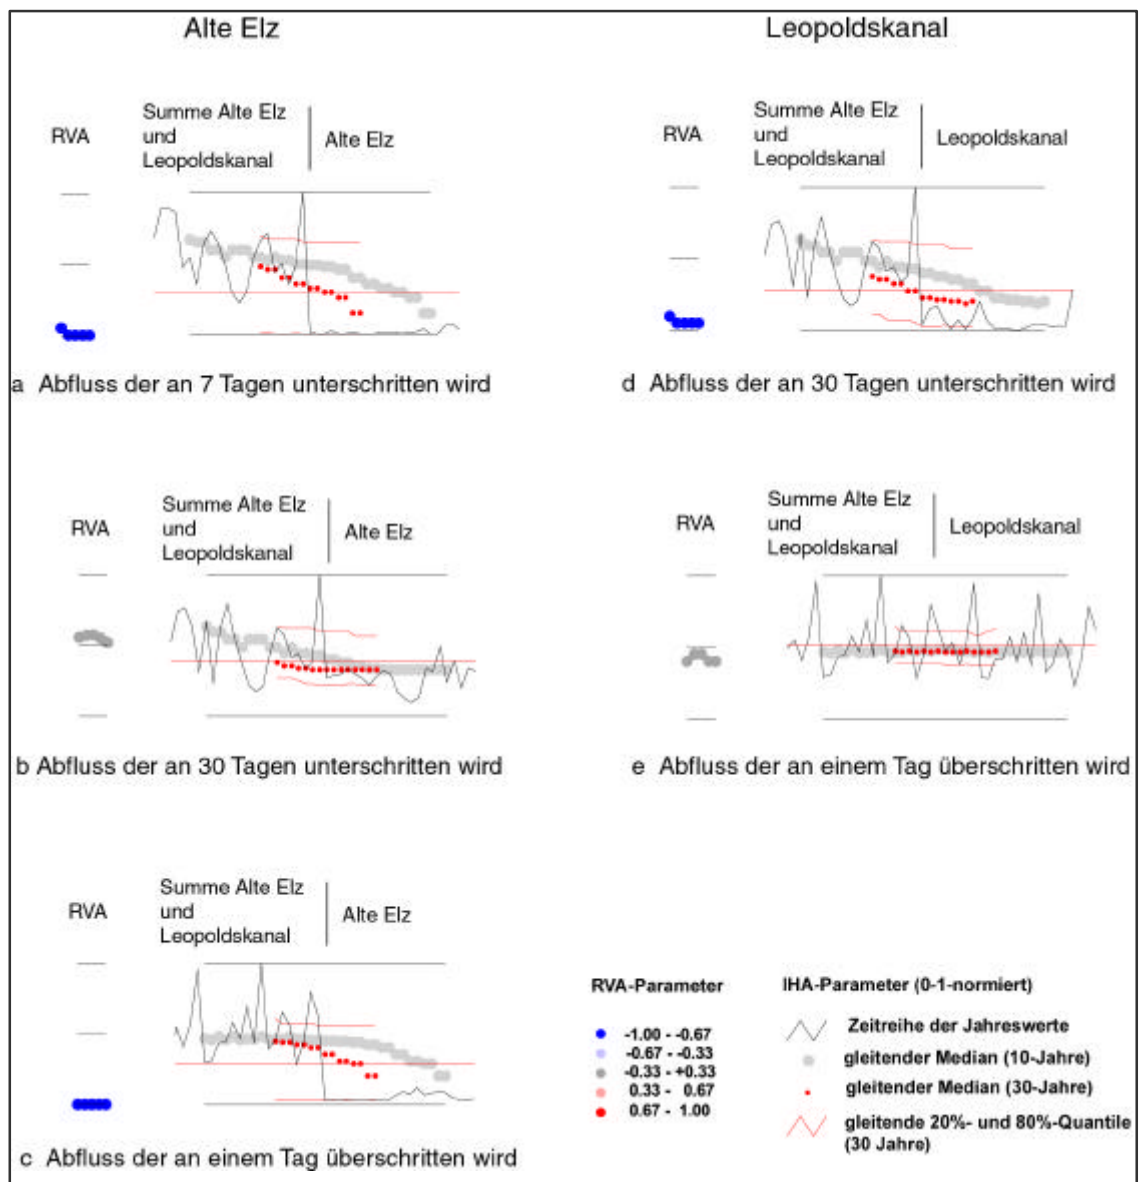 Alte Elz
Leopoldskanal
RVA
Summe Alte Elz
und
Leopoldskanal
Alte Elz
RVA
Summe Alte Elz
und
Leopoldskanal
Leopoldskanal
a Abfluss der an 7 Tagen unterschritten wird
d Abfluss der an 30 Tagen unterschritten wird
RVA
Summe Alte Elz
und
Leopoldskanal
Alte Elz
RVA
Summe Alte Elz
und
Leopoldskanal
Leopoldskanal
b Abfluss der an 30 Tagen unterschritten wird
e Abfluss der an einem Tag überschritten wird
RVA
Summe Alte Elz
und
Leopoldskanal
Alte Elz
c Abfluss der an einem Tag überschritten wird
RVA-Parameter
-1.00 - -0.67
-0.67 - -0.33
-0.33 - +0.33
0.33 - 0.67
0.67 - 1.00
IHA-Parameter (0-1-normiert)
Zeitreihe der Jahreswerte
gleitender Median (10-Jahre)
gleitender Median (30-Jahre)
gleitende 20%- und 80%-Quantile
(30 Jahre)